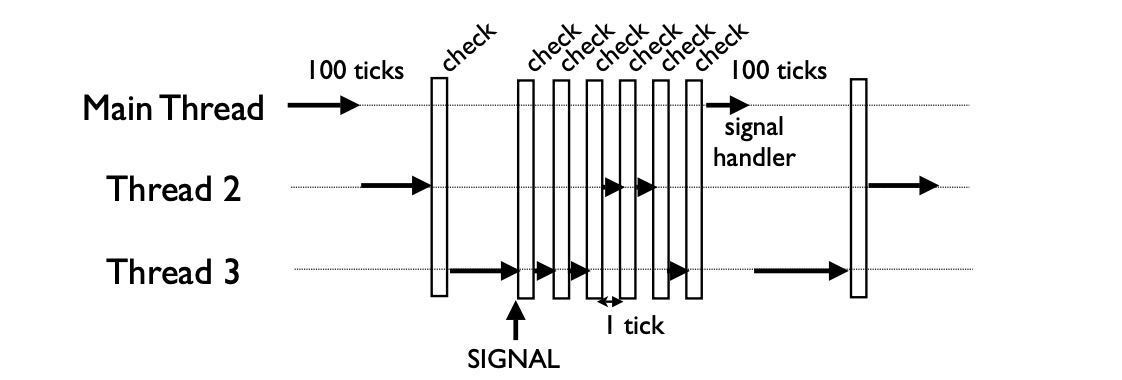 check
check
check
check
check
check
check
100 ticks
100 ticks
Main Thread
signal
handler
Thread 2
Thread 3
1 tick
SIGNAL